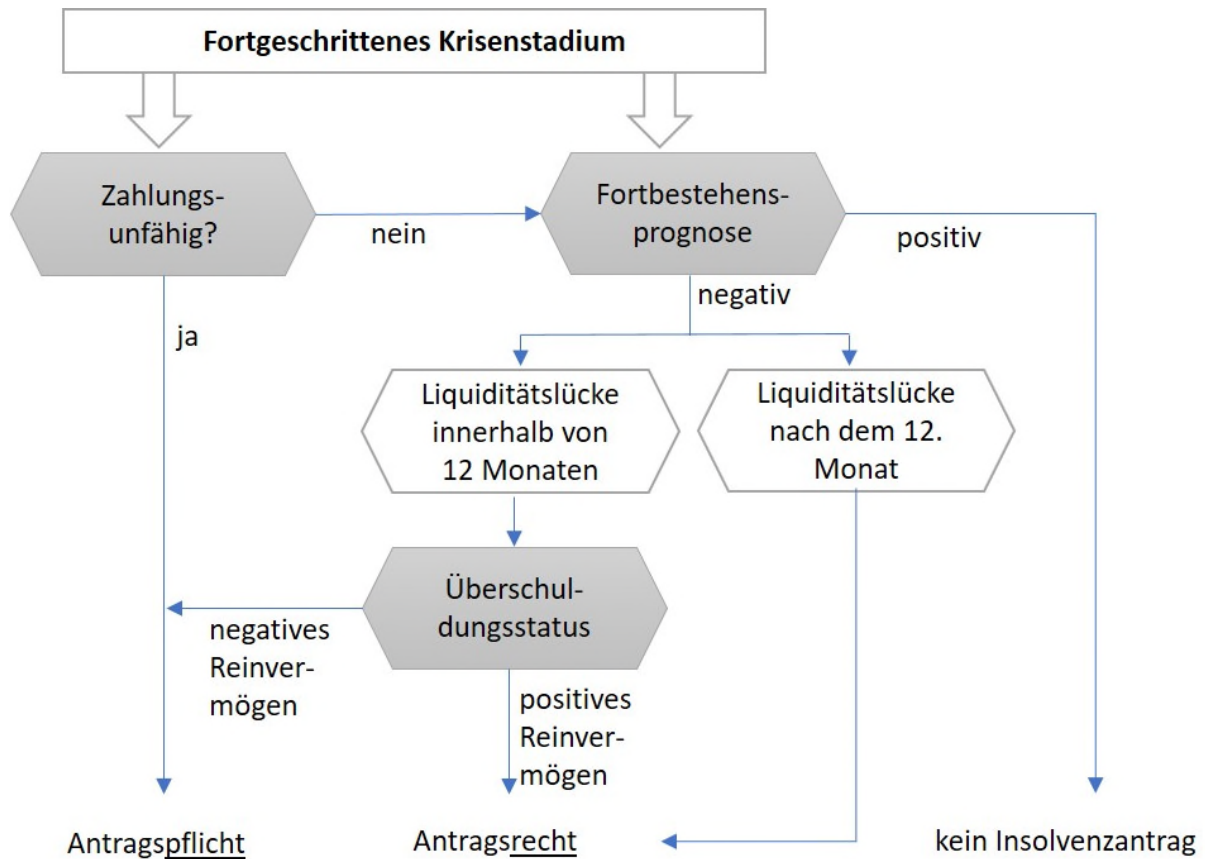 Fortgeschrittenes Krisenstadium
Zahlungs-
unfähig?
nein
Fortbestehens-
prognose
positiv
negativ
ja
Liquiditätslücke
innerhalb von
12 Monaten
Liquiditätslücke
nach dem 12.
Monat
Überschul-
dungsstatus
negatives
Reinver-
mögen
positives
Reinver-
mögen
Antragspflicht
Antragsrecht
kein Insolvenzantrag